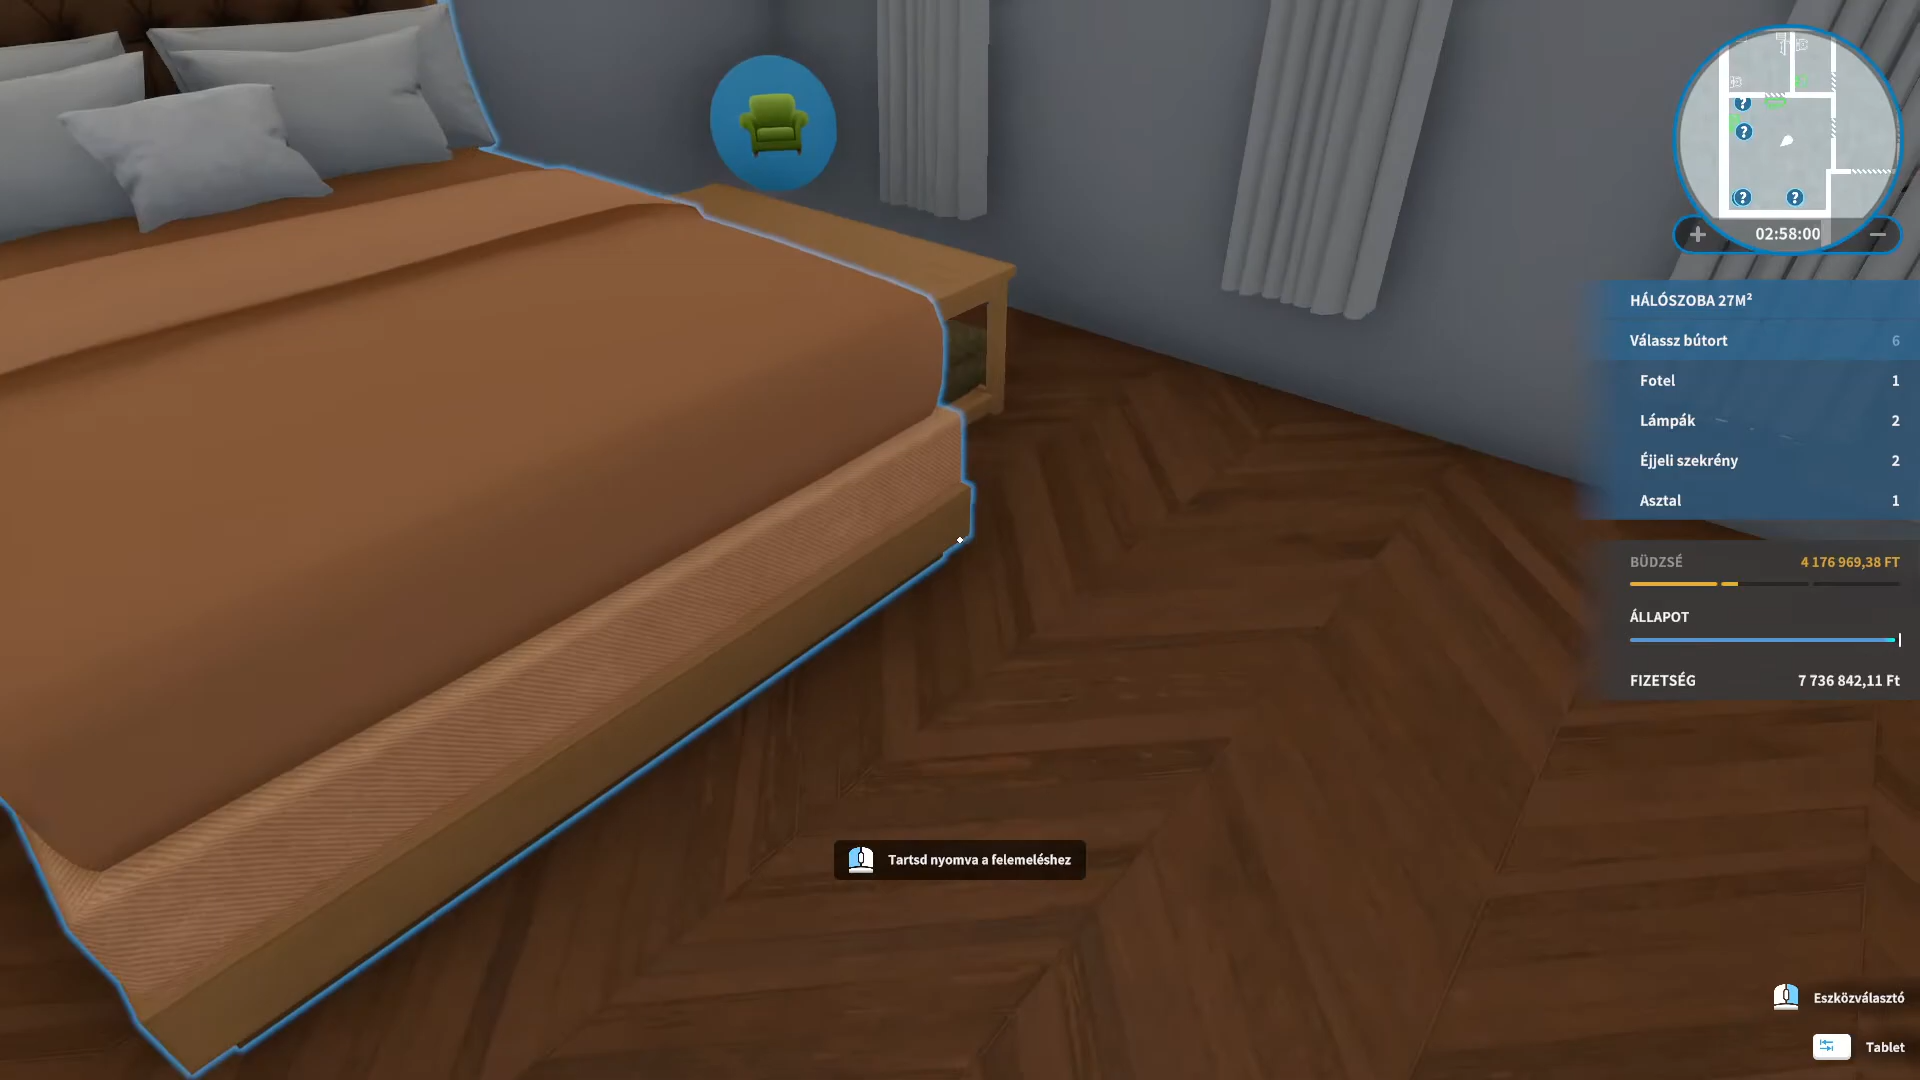 02:58:00
HÁLÓSZOBA 27M²
Válassz bútort 6
Fotel 1
Lámpák 2
Éjjeli szekrény 2
Asztal 1
BÜDZSÉ 4 176 969,38 FT
ÁLLAPOT
FIZETSÉG 7 736 842,11 Ft
Tartsd nyomva a felemeléshez
Eszközválasztó
Tablet